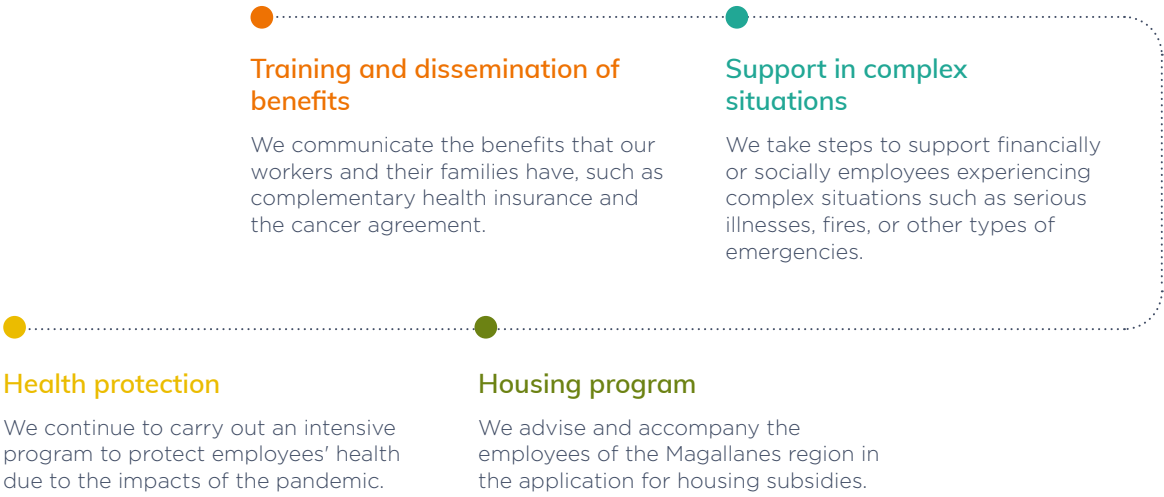 Training and dissemination of
benefits
We communicate the benefits that our
workers and their families have, such as
complementary health insurance and
the cancer agreement.
Support in complex
situations
We take steps to support financially
or socially employees experiencing
complex situations such as serious
illnesses, fires, or other types of
emergencies.
Health protection
We continue to carry out an intensive
program to protect employees' health
due to the impacts of the pandemic.
Housing program
We advise and accompany the
employees of the Magallanes region in
the application for housing subsidies.